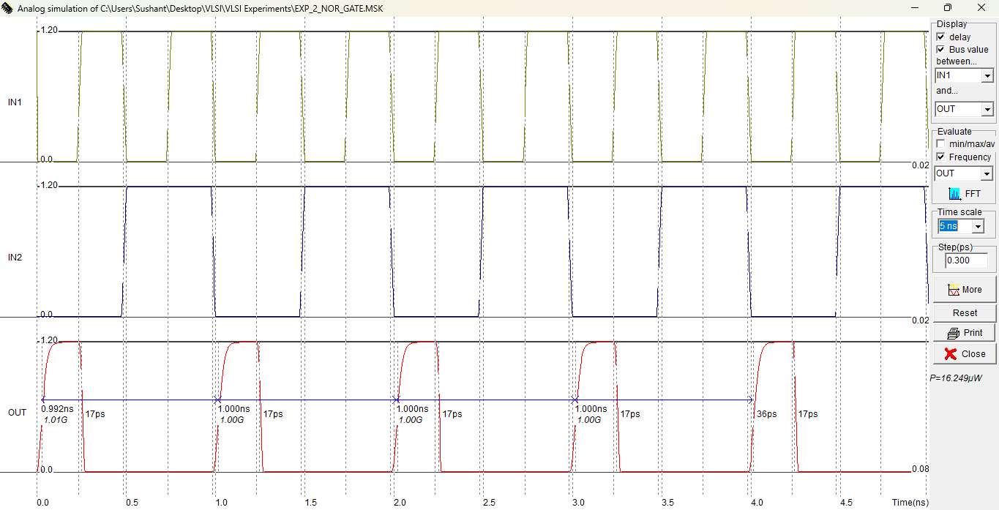 Analog simulation of C:\Users\Sushant\Desktop\VLSI\VLSI Experiments\EXP_2_NOR_GATE.MSK
Display
delay
Bus value
between...
IN1
and...
OUT
Evaluate
min/max/av
Frequency
OUT
FFT
Time scale
5 ns
Step(ps)
0.300
More
Reset
Print
Close
P=16.249µW
1.20
IN1
0.0
0.02
1.20
IN2
0.0
0.02
1.20
0.992ns 1.000ns 1.000ns 1.000ns
OUT 17ps 17ps 17ps 17ps 36ps 17ps
1.01G 1.00G 1.00G 1.00G
0.0
0.08
0.0 0.5 1.0 1.5 2.0 2.5 3.0 3.5 4.0 4.5 Time(ns)